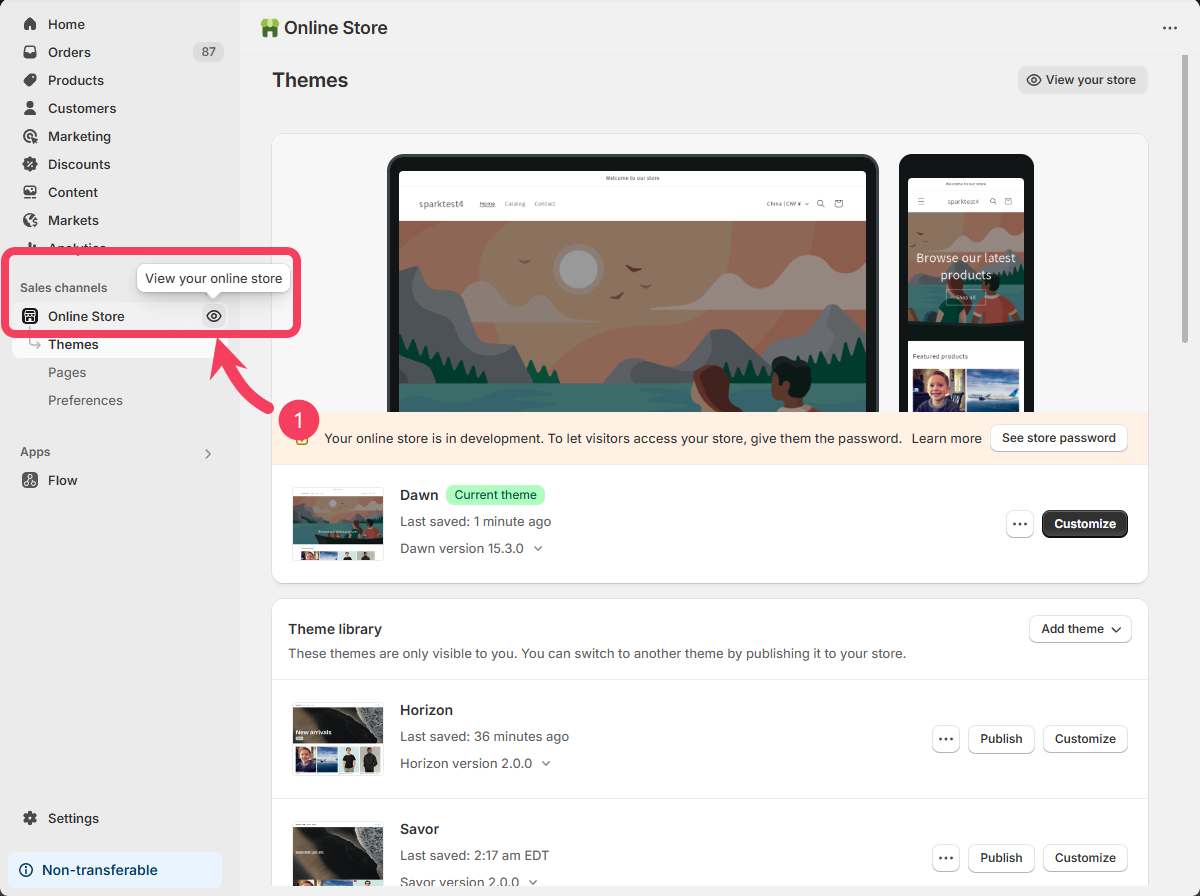 Home
Orders 87
Products
Customers
Marketing
Discounts
Content
Markets
Analytics
Sales channels
View your online store
Online Store
Themes
Pages
Preferences
Apps
Flow
Settings
Non-transferable
Online Store
Themes
View your store
Welcome to our store
sparktest4 Home Catalog Contact China | CNY ¥
Welcome to our store
sparktest4
Browse our latest
products
Shop all
Featured products
1
Your online store is in development. To let visitors access your store, give them the password. Learn more See store password
Dawn Current theme
Last saved: 1 minute ago
Dawn version 15.3.0
Customize
Theme library
Add theme
These themes are only visible to you. You can switch to another theme by publishing it to your store.
New arrivals
Horizon
Last saved: 36 minutes ago
Horizon version 2.0.0
Publish Customize
Savor
Last saved: 2:17 am EDT
Savor version 2.0.0
Publish Customize